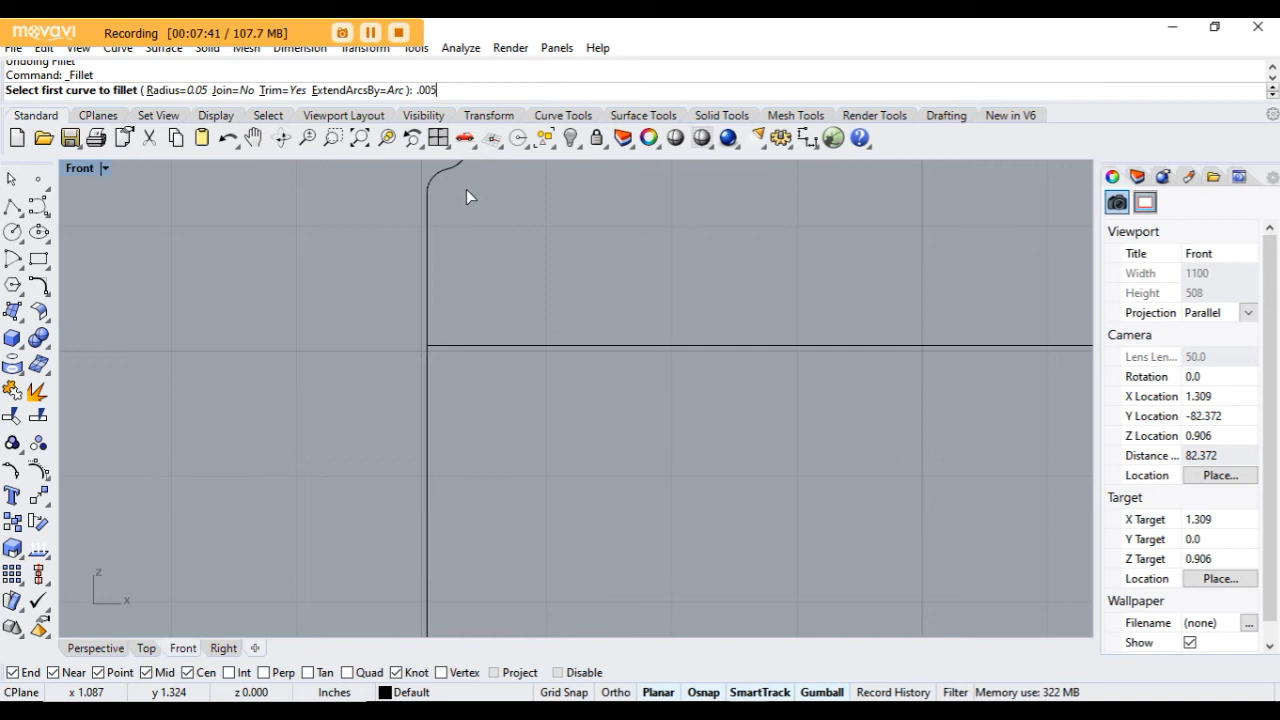 movavi Recording [00:07:41 / 107.7 MB]
File Edit View Curve Surface Solid Mesh Dimension Transform Tools Analyze Render Panels Help
Undoing Fillet
Command: _Fillet
Select first curve to fillet ( Radius=0.05 Join=No Trim=Yes ExtendArcsBy=Arc ): .005
Standard CPlanes Set View Display Select Viewport Layout Visibility Transform Curve Tools Surface Tools Solid Tools Mesh Tools Render Tools Drafting New in V6
Front
Viewport
Title Front
Width 1100
Height 508
Projection Parallel
Camera
Lens Len... 50.0
Rotation 0.0
X Location 1.309
Y Location -82.372
Z Location 0.906
Distance ... 82.372
Location Place...
Target
X Target 1.309
Y Target 0.0
Z Target 0.906
Location Place...
Wallpaper
Filename (none) ...
Show
z
x
Perspective Top Front Right
End Near Point Mid Cen Int Perp Tan Quad Knot Vertex Project Disable
CPlane x 1.087 y 1.324 z 0.000 Inches Default Grid Snap Ortho Planar Osnap SmartTrack Gumball Record History Filter Memory use: 322 MB